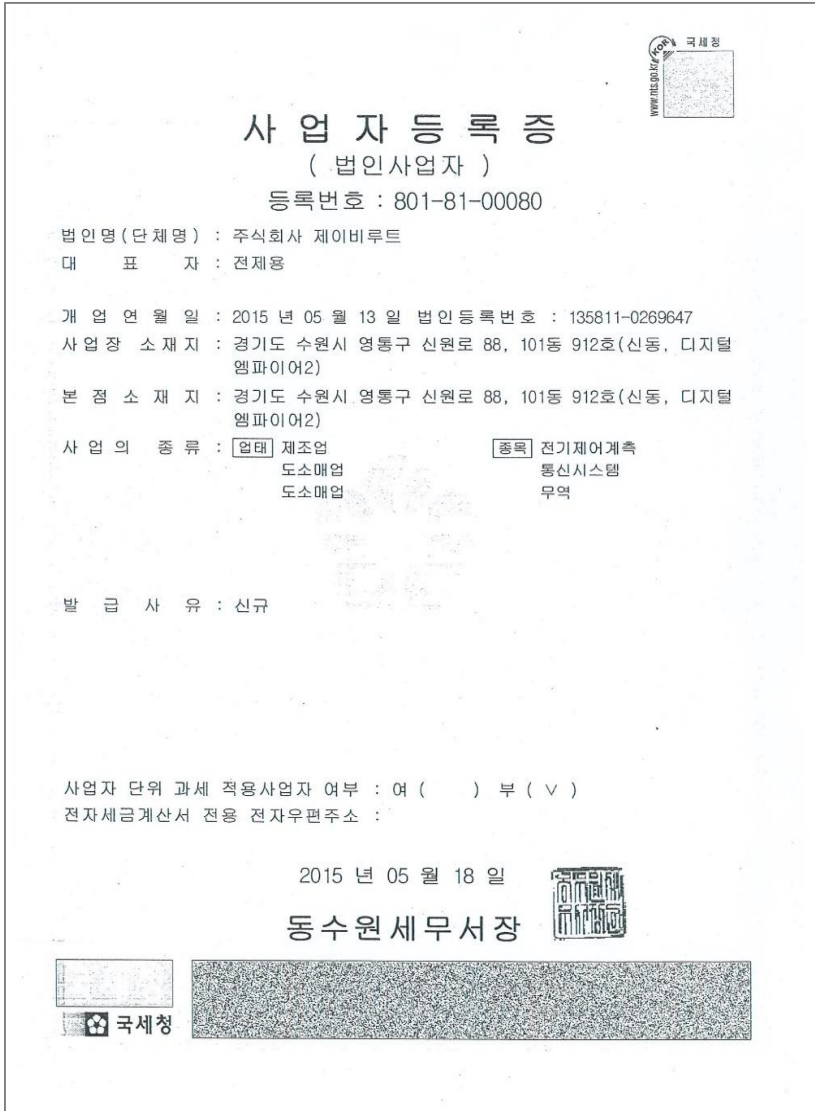 국세청
KOR
www.nts.go.kr
사업자등록증
( 법인사업자 )
등록번호 : 801-81-00080
법인명(단체명) : 주식회사 제이비루트
대 표 자 : 전제용
개 업 연 월 일 : 2015 년 05 월 13 일 법인등록번호 : 135811-0269647
사업장 소재지 : 경기도 수원시 영통구 신원로 88, 101동 912호(신동, 디지털
엠파이어2)
본 점 소 재 지 : 경기도 수원시 영통구 신원로 88, 101동 912호(신동, 디지털
엠파이어2)
사 업 의 종 류 : 업태 제조업 종목 전기제어계측
도소매업 통신시스템
도소매업 무역
발 급 사 유 : 신규
사업자 단위 과세 적용사업자 여부 : 여 ( ) 부 ( ∨ )
전자세금계산서 전용 전자우편주소 :
2015 년 05 월 18 일
동수원세무서장
국세청